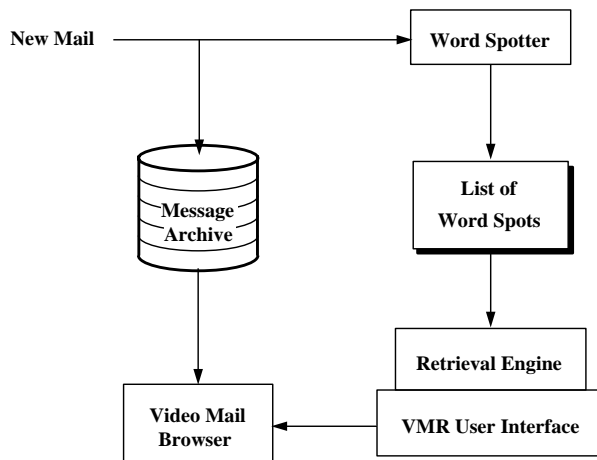 New Mail
Word Spotter
List of
Word Spots
Message
Archive
Retrieval Engine
Video Mail
Browser
VMR User Interface